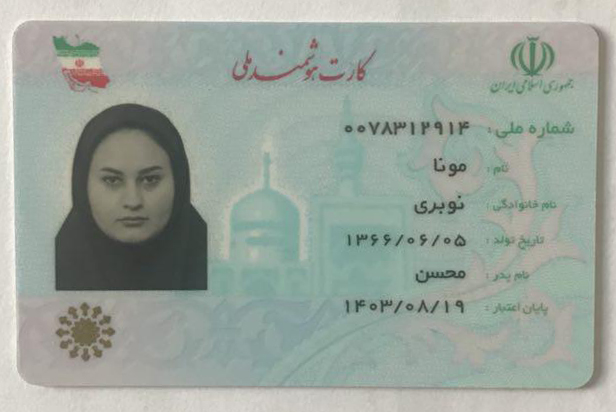 کارت هوشمند ملی
جمهوری اسلامی ایران
شماره ملی: ۰۰۷۸۳۱۲۹۱۴
نام: مونا
نام خانوادگی: نوبری
تاریخ تولد: ۱۳۶۶/۰۶/۰۵
نام پدر: محسن
پایان اعتبار: ۱۴۰۳/۰۸/۱۹